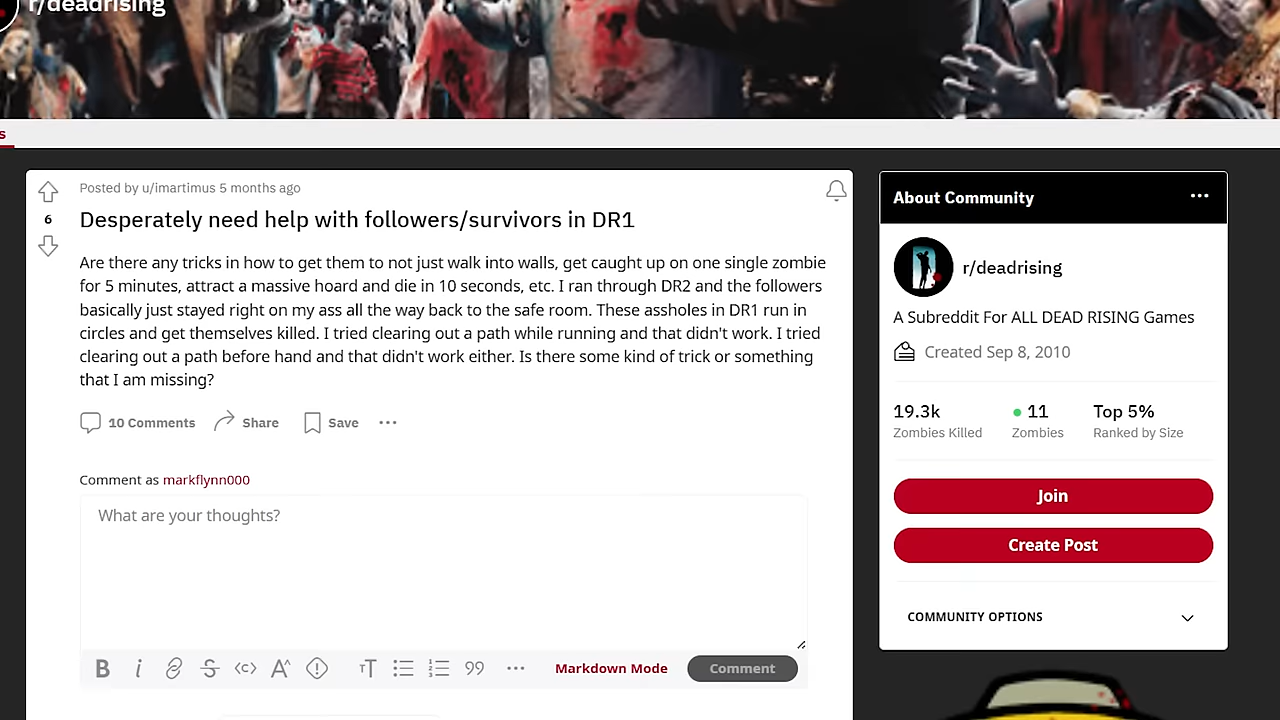 r/deadrising
s
Posted by u/imartimus 5 months ago
6
Desperately need help with followers/survivors in DR1
Are there any tricks in how to get them to not just walk into walls, get caught up on one single zombie
for 5 minutes, attract a massive hoard and die in 10 seconds, etc. I ran through DR2 and the followers
basically just stayed right on my ass all the way back to the safe room. These assholes in DR1 run in
circles and get themselves killed. I tried clearing out a path while running and that didn't work. I tried
clearing out a path before hand and that didn't work either. Is there some kind of trick or something
that I am missing?
10 Comments Share Save
Comment as markflynn000
What are your thoughts?
Markdown Mode Comment
About Community
r/deadrising
A Subreddit For ALL DEAD RISING Games
Created Sep 8, 2010
19.3k 11 Top 5%
Zombies Killed Zombies Ranked by Size
Join
Create Post
COMMUNITY OPTIONS